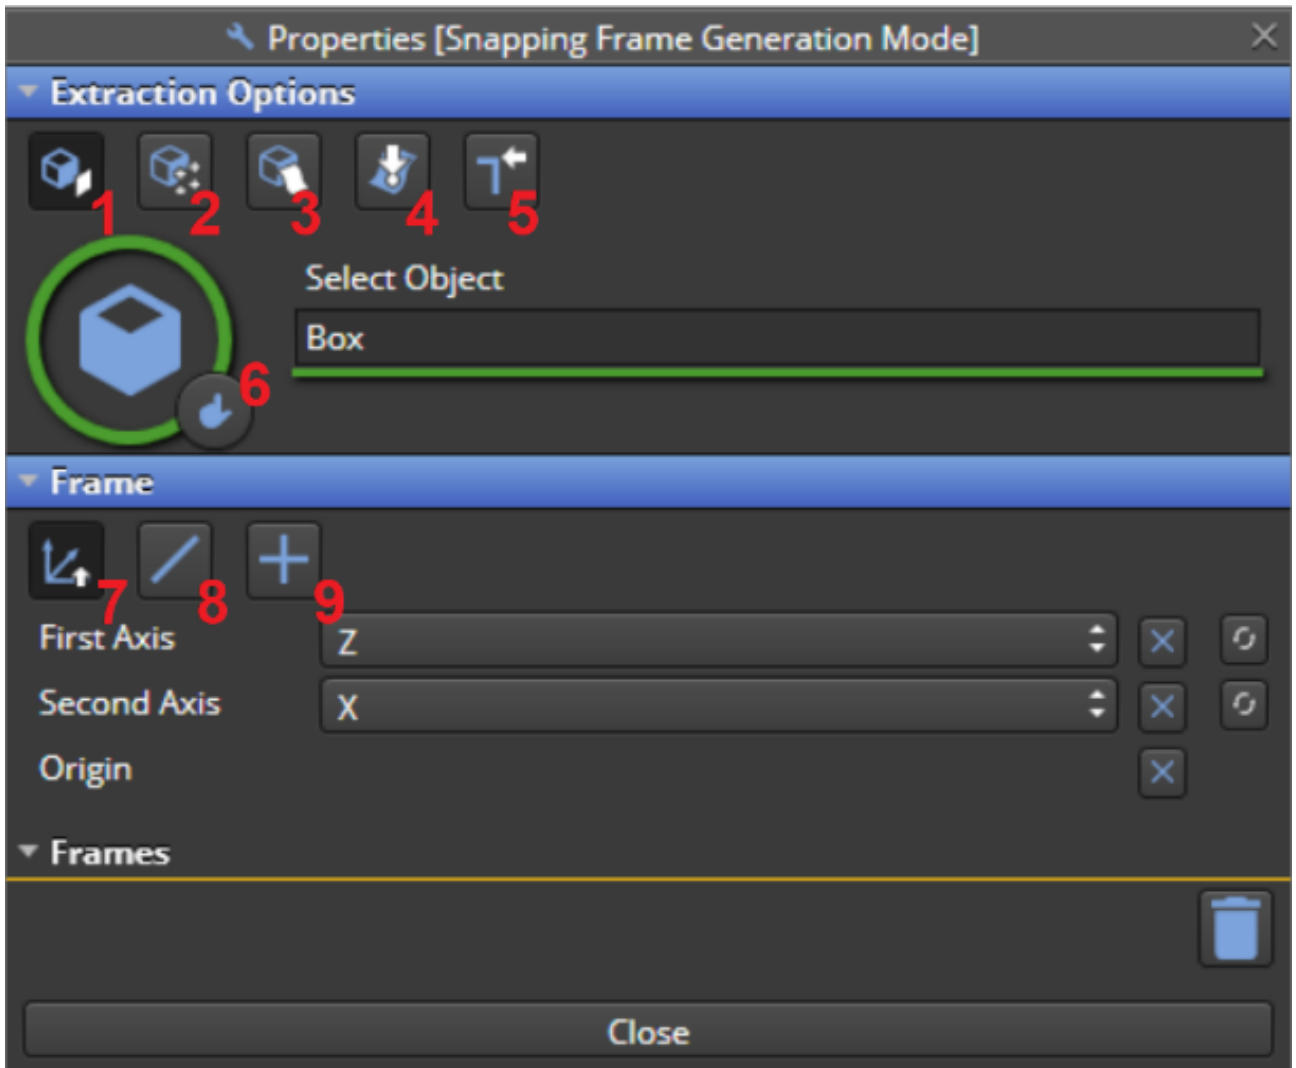 Properties [Snapping Frame Generation Mode]
Extraction Options
1 2 3 4 5
Select Object
Box
6
Frame
7 8 9
First Axis Z
Second Axis X
Origin
Frames
Close